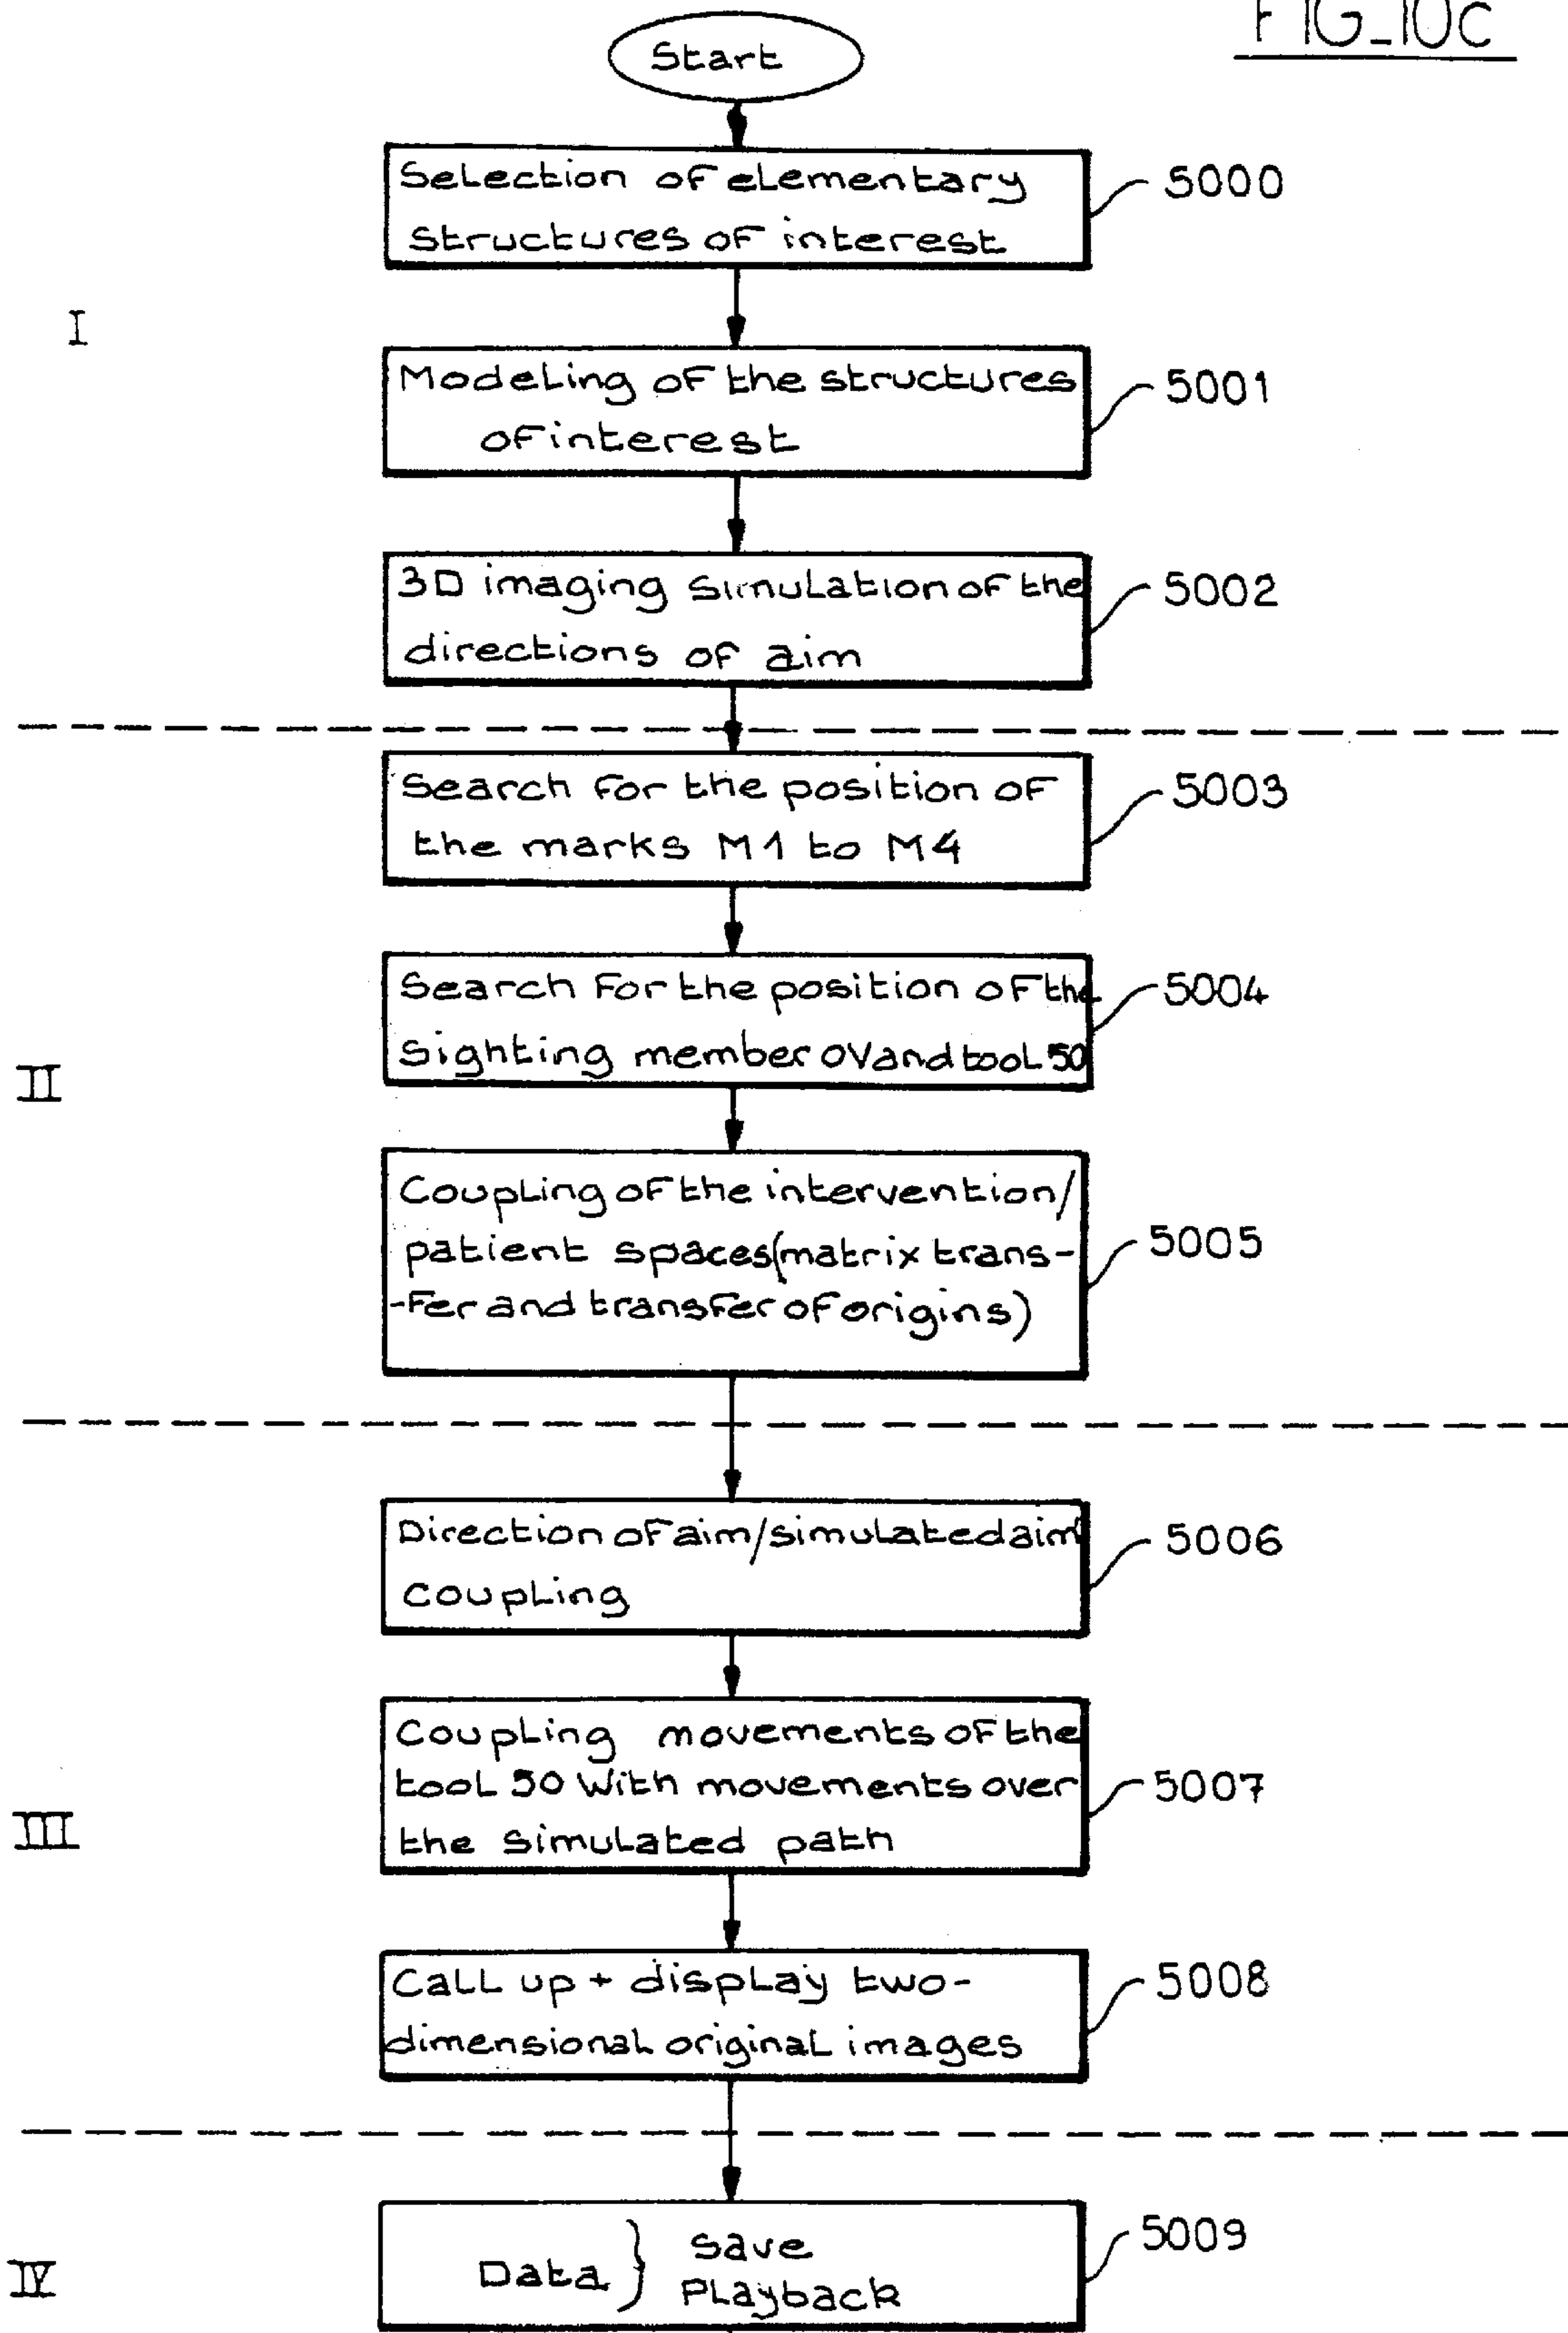 FIG_10c
Start
Selection of elementary
structures of interest
5000
I
Modeling of the structures
of interest
5001
3D imaging simulation of the
directions of aim
5002
Search for the position of
the marks M1 to M4
5003
Search for the position of the
Sighting member OV and tool 50
5004
II
Coupling of the intervention/
patient spaces (matrix trans-
-fer and transfer of origins)
5005
Direction of aim/simulated aim
coupling
5006
Coupling movements of the
tool 50 with movements over
the simulated path
5007
III
Call up + display two-
dimensional original images
5008
Data } Save
Playback
5009
IV